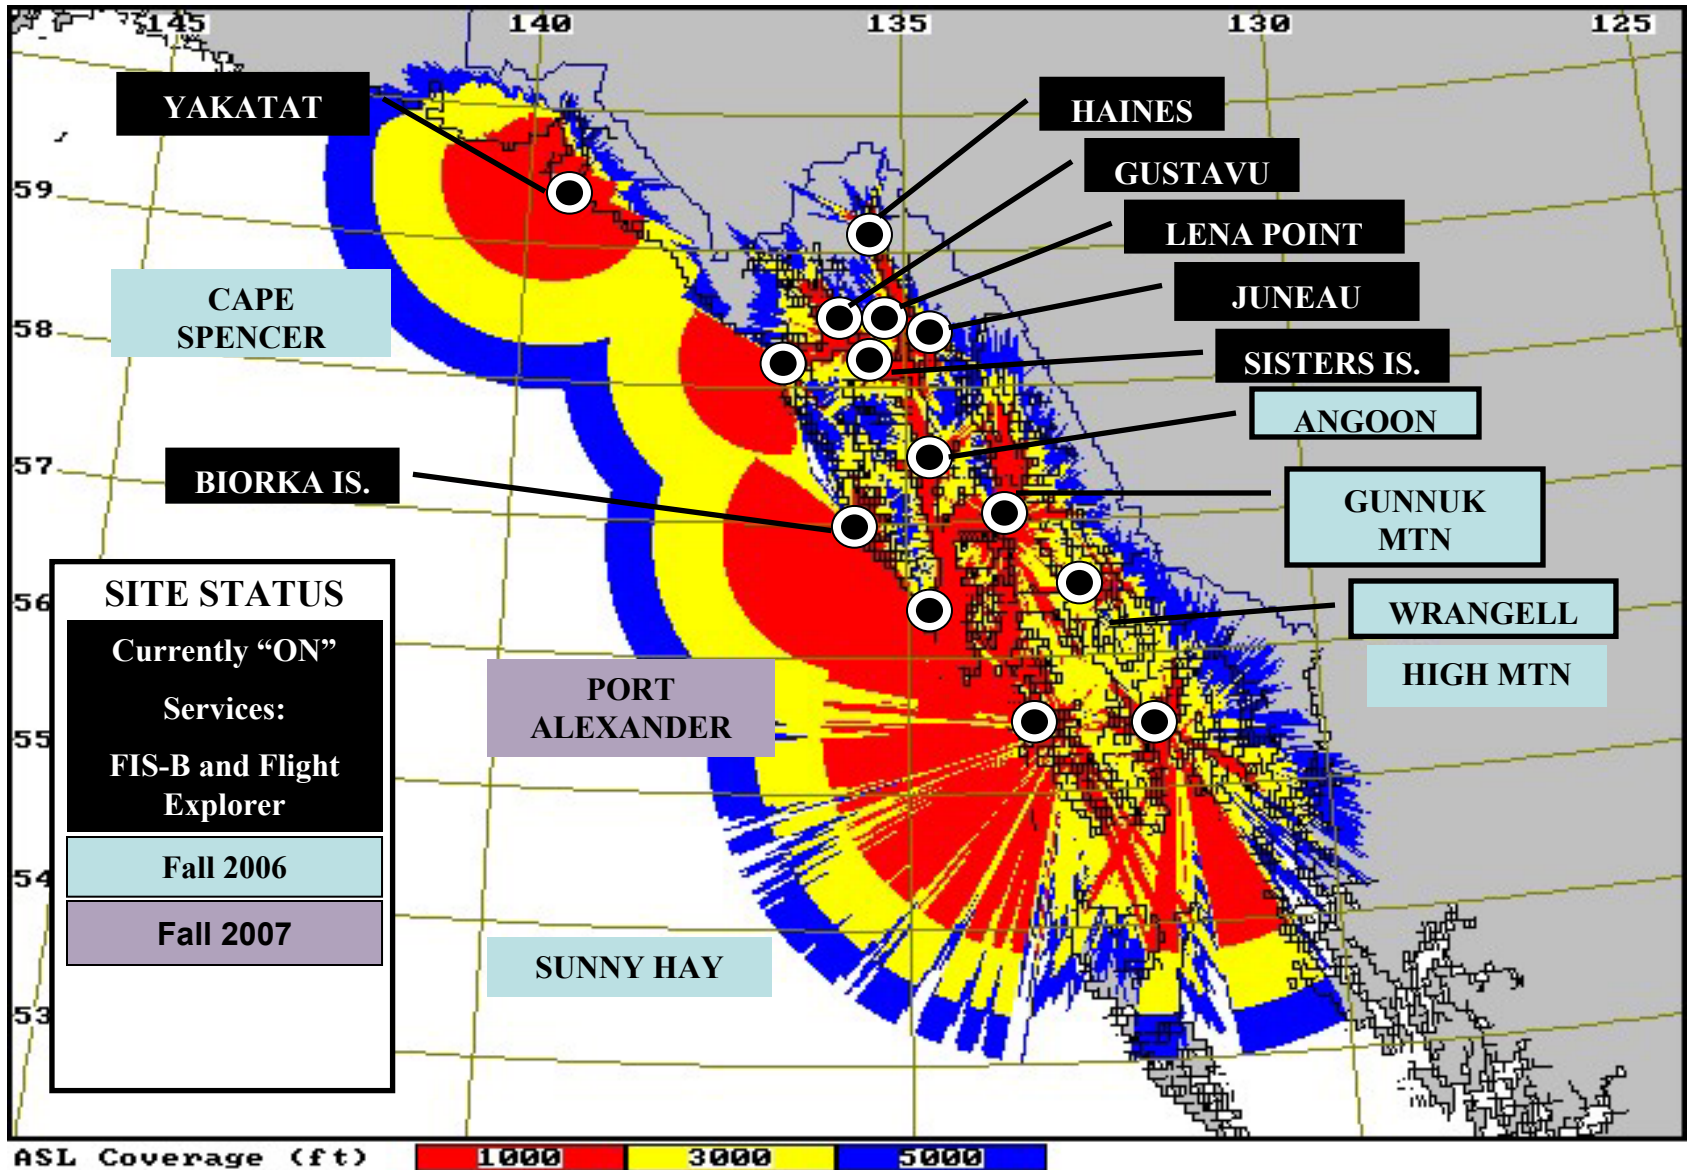 145 140 135 130 125
YAKATAT
HAINES
GUSTAVU
LENA POINT
JUNEAU
SISTERS IS.
ANGOON
GUNNUK
MTN
WRANGELL
HIGH MTN
CAPE
SPENCER
BIORKA IS.
PORT
ALEXANDER
SUNNY HAY
59
58
57
56
55
54
53
SITE STATUS
Currently “ON”
Services:
FIS-B and Flight
Explorer
Fall 2006
Fall 2007
ASL Coverage (ft) 1000 3000 5000